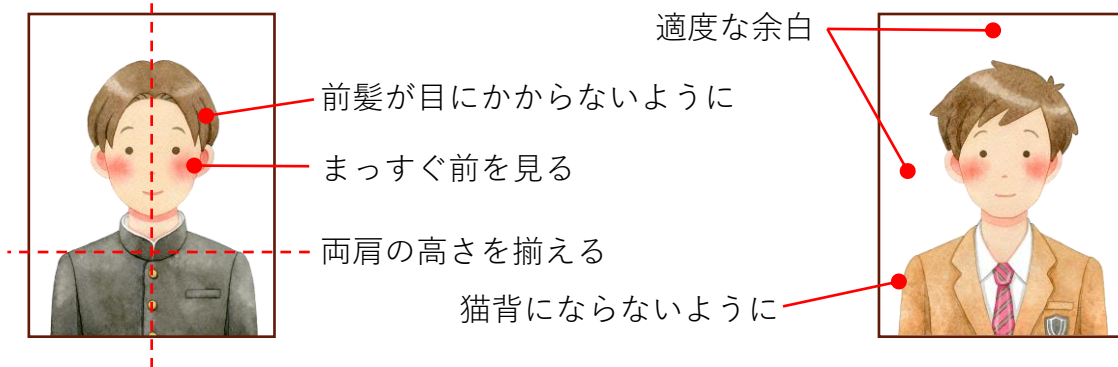 適度な余白
前髪が目にかからないように
まっすぐ前を見る
両肩の高さを揃える
猫背にならないように